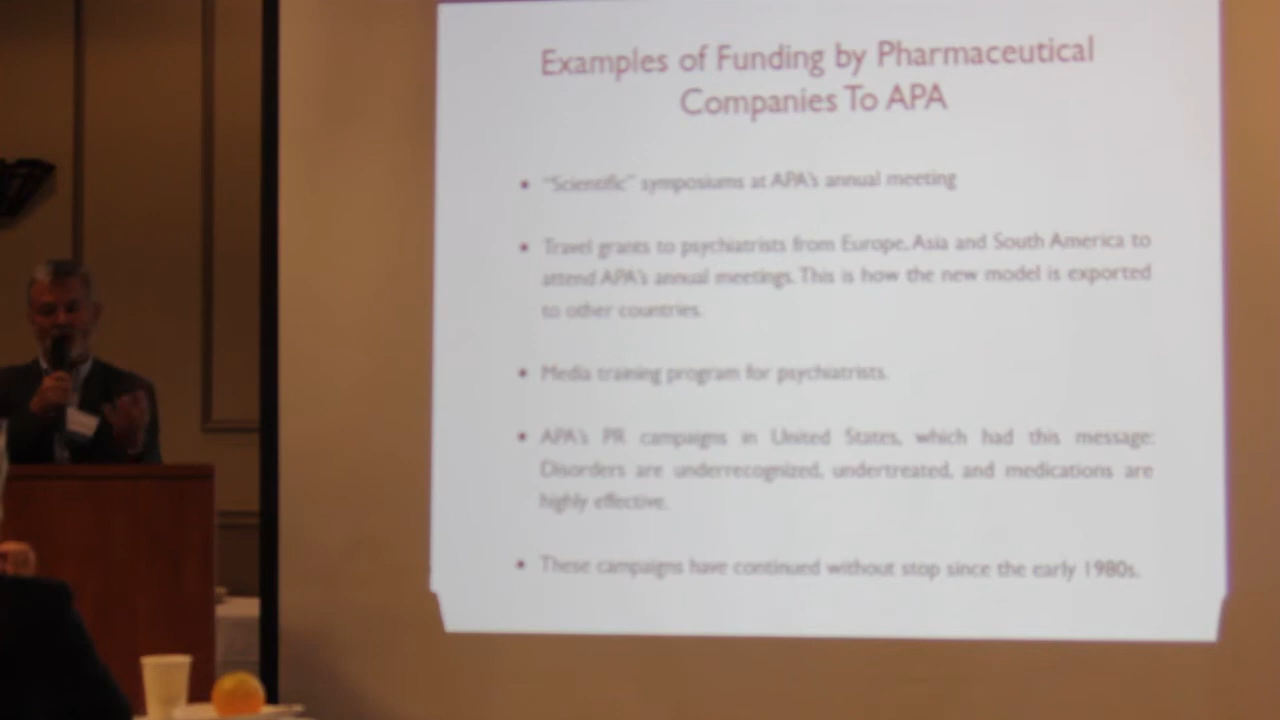 Examples of Funding by Pharmaceutical
Companies To APA
• "Scientific" symposiums at APA's annual meeting
• Travel grants to psychiatrists from Europe, Asia and South America to
attend APA's annual meetings. This is how the new model is exported
to other countries.
• Media training program for psychiatrists.
• APA's PR campaigns in United States, which had this message:
Disorders are underrecognized, undertreated, and medications are
highly effective.
• These campaigns have continued without stop since the early 1980s.